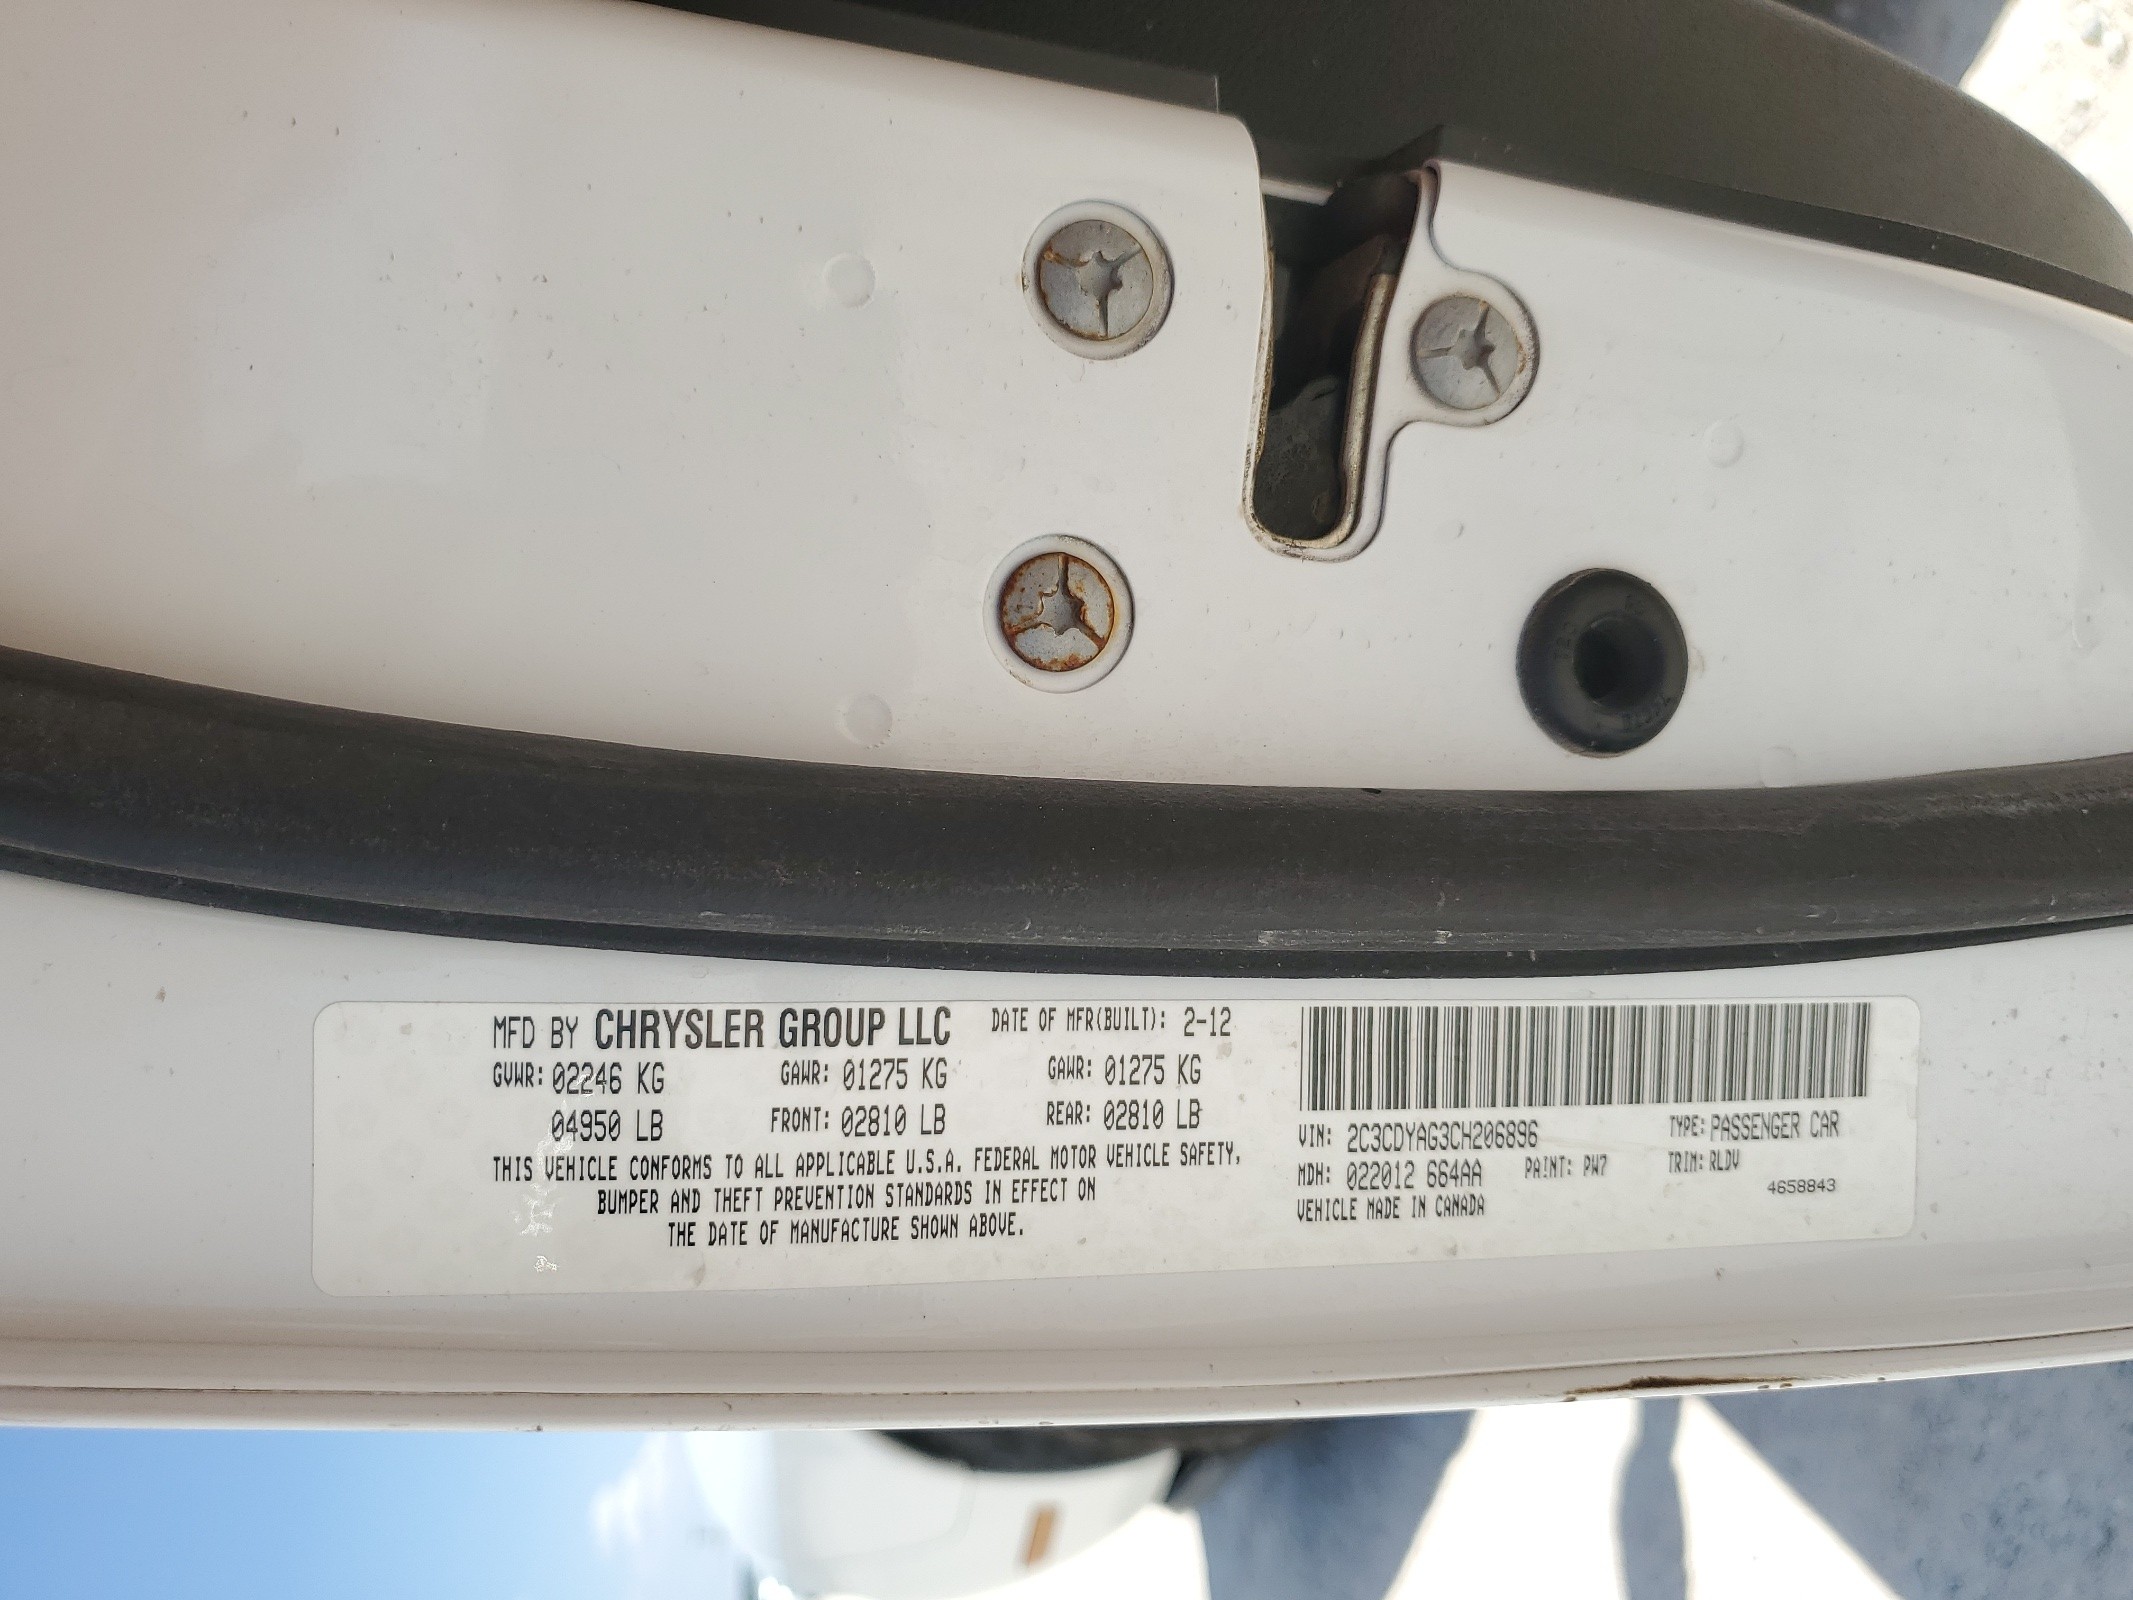 MFD BY CHRYSLER GROUP LLC DATE OF MFR(BUILT): 2-12
GVWR: 02246 KG GAWR: 01275 KG GAWR: 01275 KG
04950 LB FRONT: 02810 LB REAR: 02810 LB
THIS VEHICLE CONFORMS TO ALL APPLICABLE U.S.A. FEDERAL MOTOR VEHICLE SAFETY,
BUMPER AND THEFT PREVENTION STANDARDS IN EFFECT ON
THE DATE OF MANUFACTURE SHOWN ABOVE.
VIN: 2C3CDYAG3CH206896 TYPE: PASSENGER CAR
MDH: 022012 664AA PAINT: PW7 TRIM: RLDV
VEHICLE MADE IN CANADA 4658843